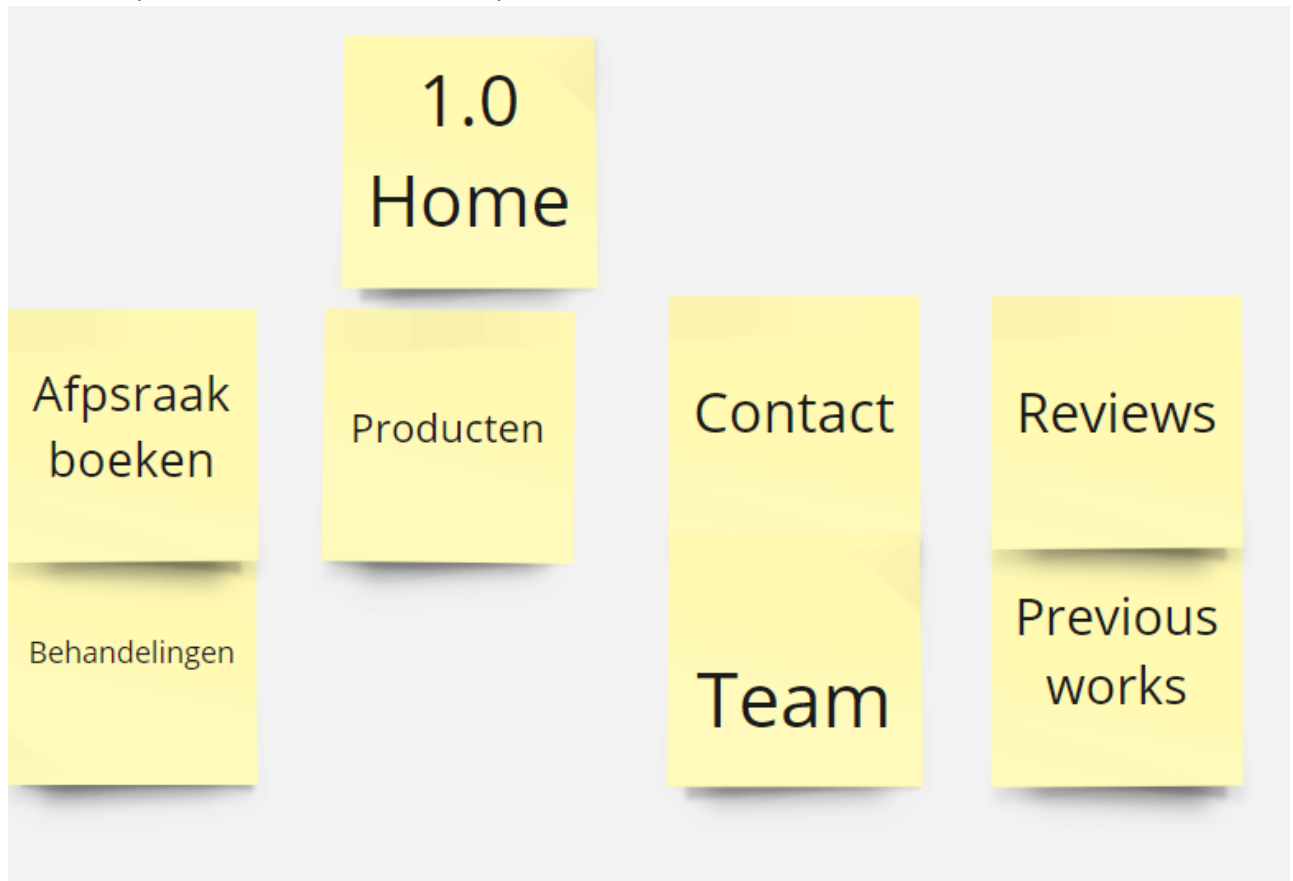 1.0
Home
Afpsraak
boeken
Producten
Contact
Reviews
Behandelingen
Team
Previous
works